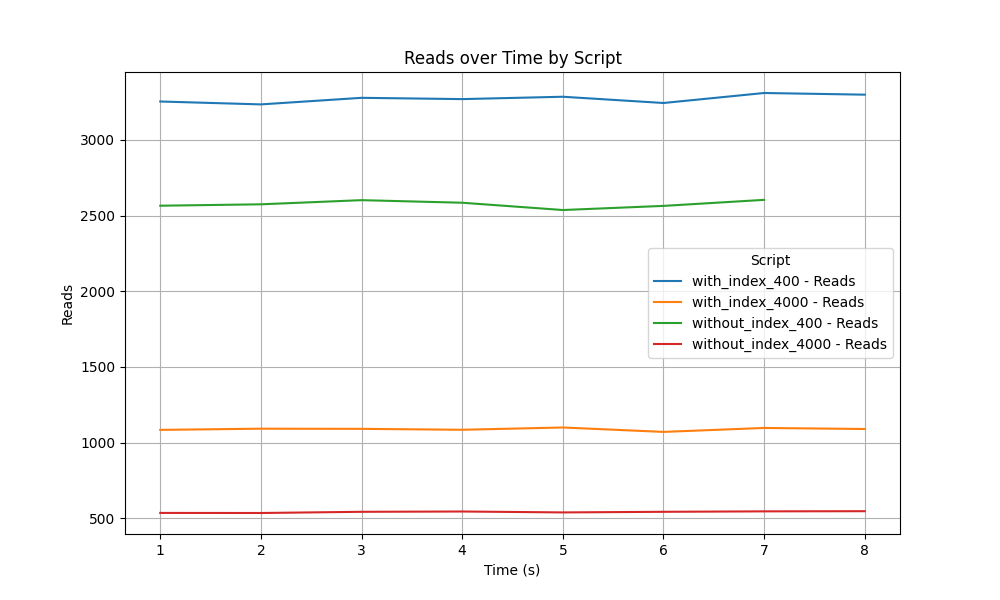 Reads over Time by Script
Reads
3000
2500
2000
1500
1000
500
Script
with_index_400 - Reads
with_index_4000 - Reads
without_index_400 - Reads
without_index_4000 - Reads
1 2 3 4 5 6 7 8
Time (s)